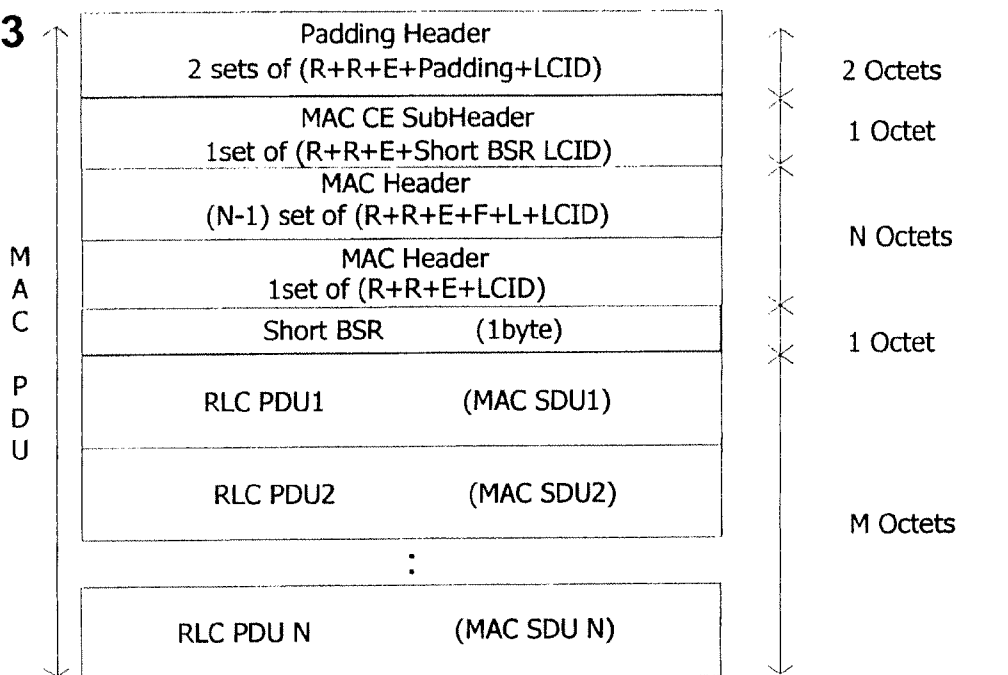 3
Padding Header
2 sets of (R+R+E+Padding+LCID)
2 Octets
MAC CE SubHeader
1set of (R+R+E+Short BSR LCID)
1 Octet
MAC Header
(N-1) set of (R+R+E+F+L+LCID)
N Octets
MAC Header
1set of (R+R+E+LCID)
Short BSR (1byte)
1 Octet
MAC PDU
RLC PDU1 (MAC SDU1)
RLC PDU2 (MAC SDU2)
M Octets
:
RLC PDU N (MAC SDU N)